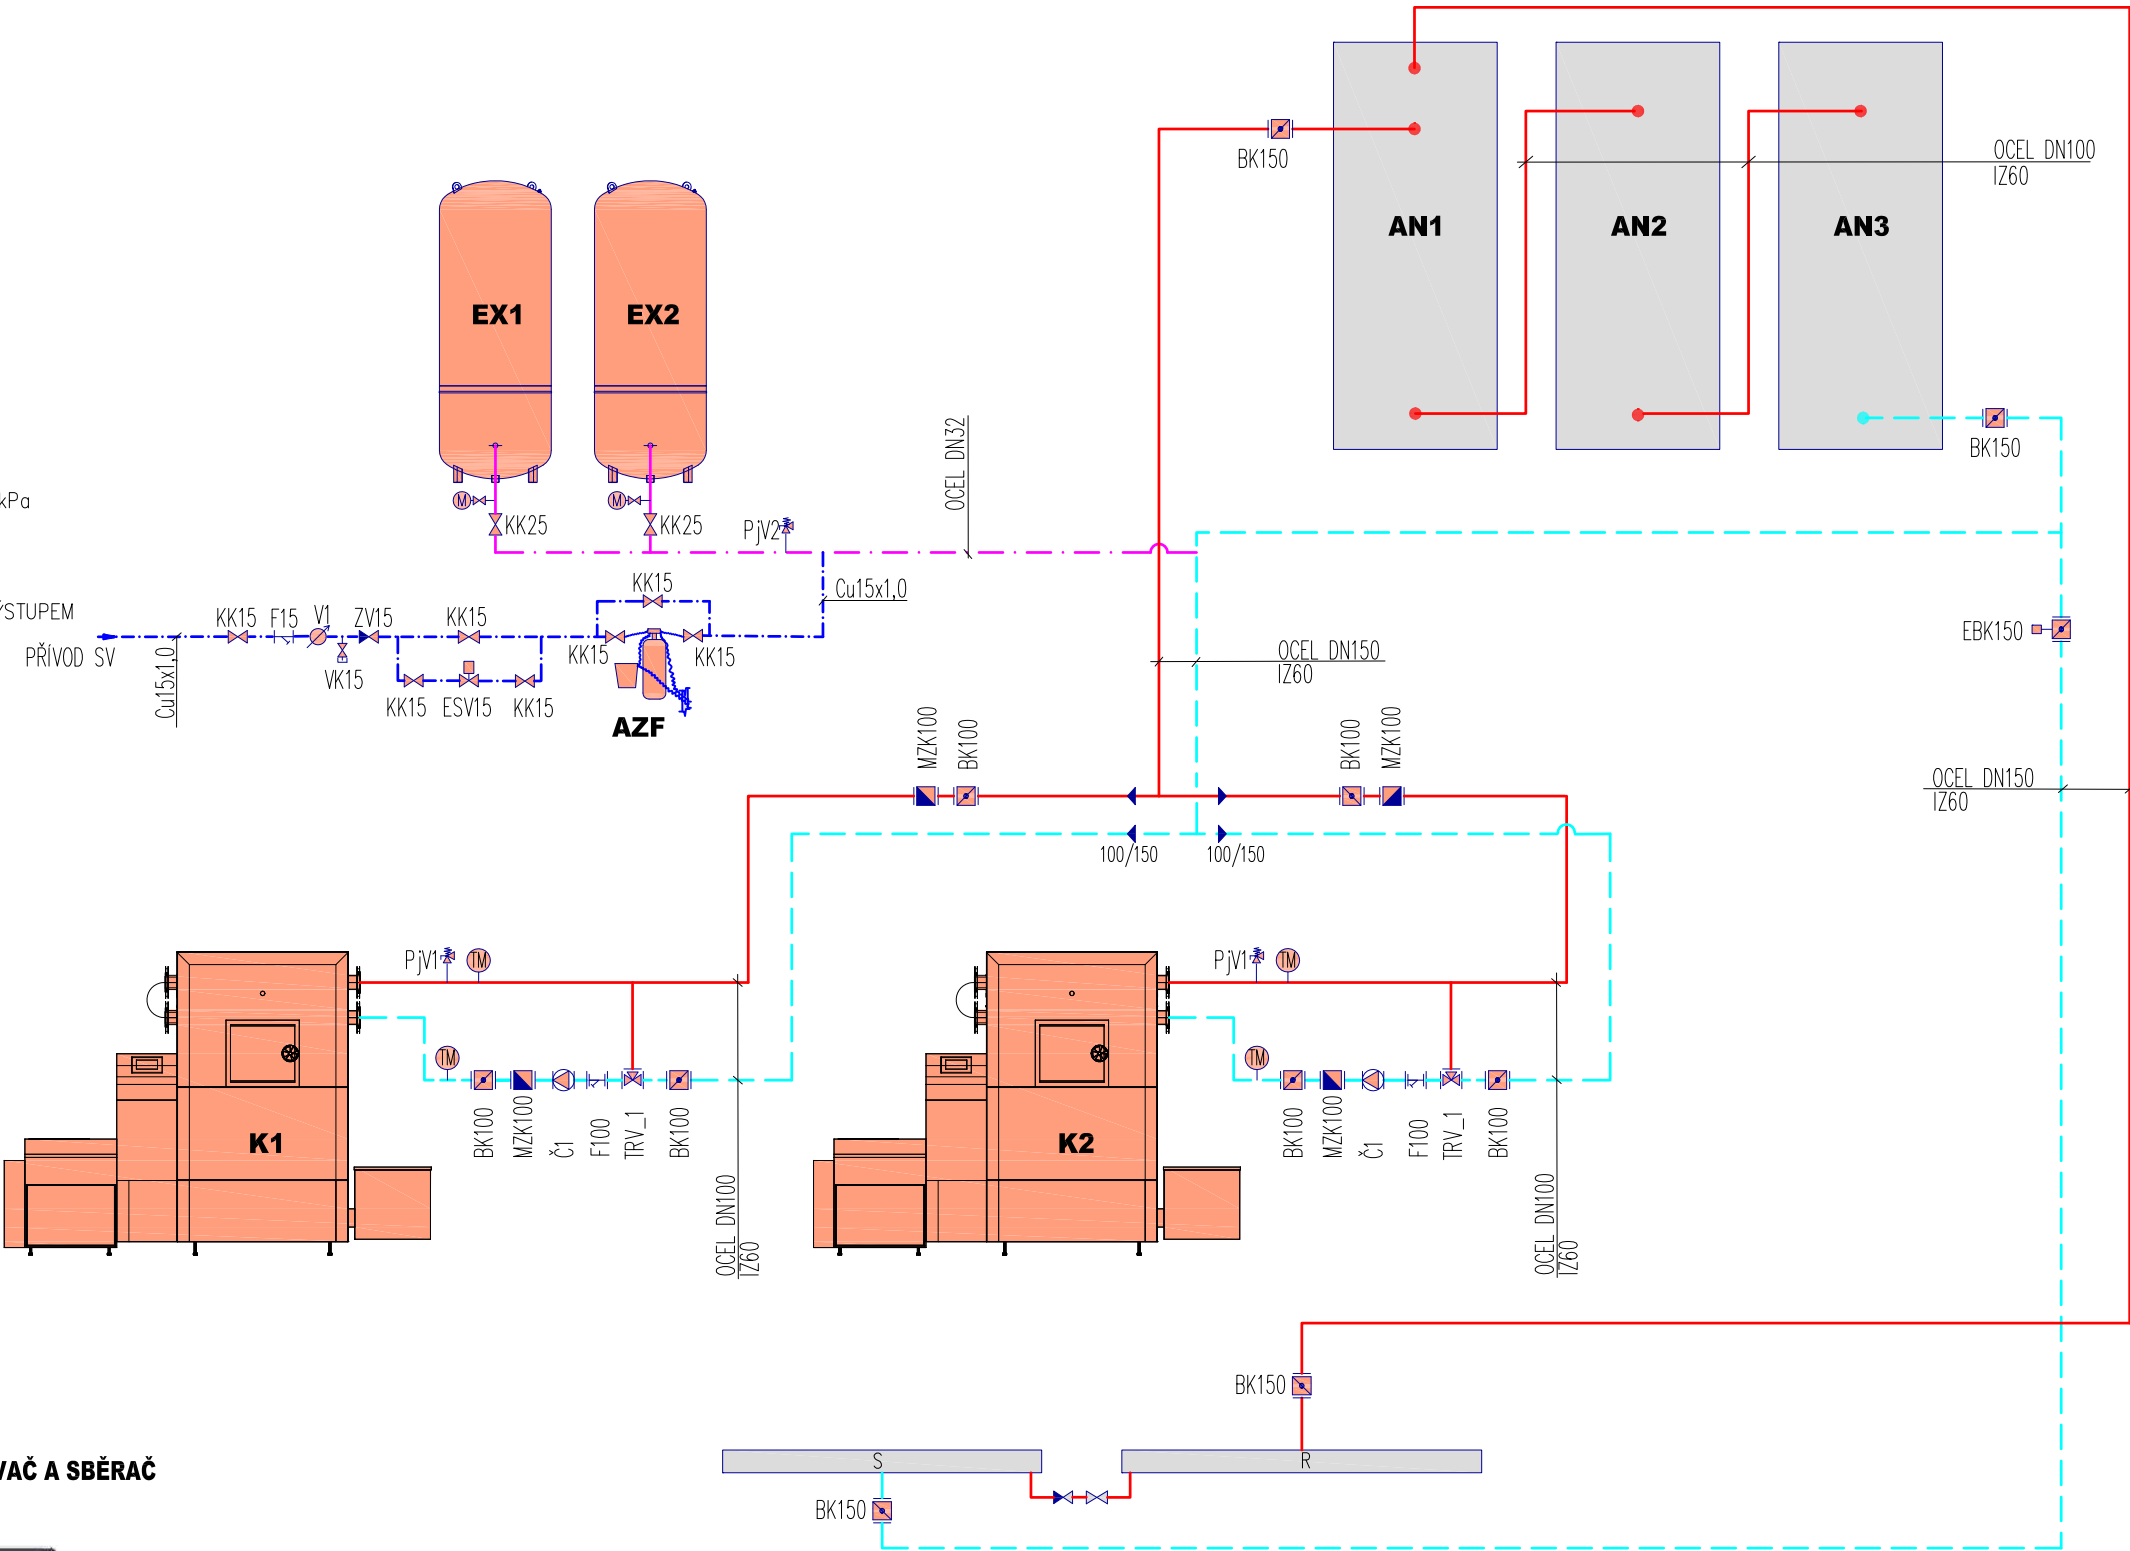 BK150
OCEL DN100
IZ60
AN1
AN2
AN3
EX1
EX2
OCEL DN32
BK150
kPa
M
KK25
M
KK25
PjV2
KK15
Cu15x1,0
ÝSTUPEM
KK15
F15
V1
ZV15
KK15
EBK150
PŘÍVOD SV
KK15
KK15
OCEL DN150
IZ60
Cu15x1,0
VK15
KK15
ESV15
KK15
AZF
MZK100
BK100
BK100
MZK100
OCEL DN150
IZ60
100/150
100/150
PjV1
TM
PjV1
TM
TM
TM
K1
BK100
MZK100
Č1
F100
TRV_1
BK100
K2
BK100
MZK100
Č1
F100
TRV_1
BK100
OCEL DN100
IZ60
OCEL DN100
IZ60
BK150
S
R
VAČ A SBĚRAČ
BK150